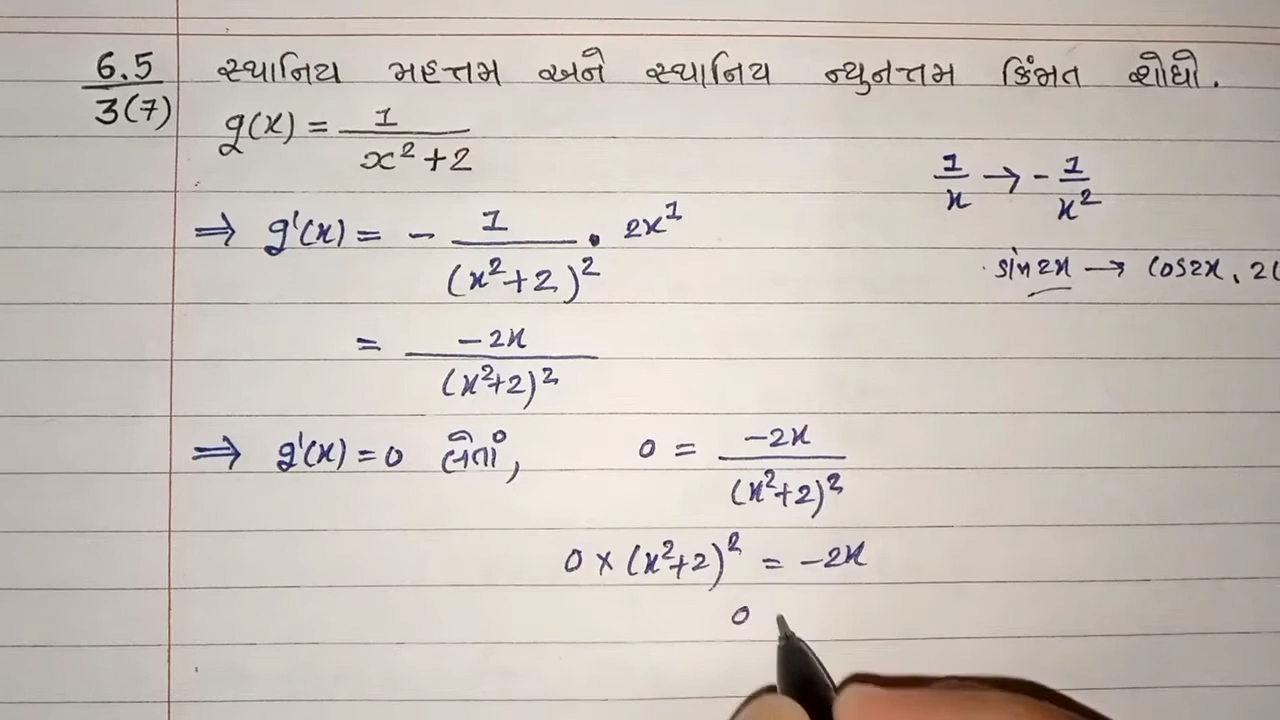 6.5
3(7)
સ્થાનિય મહત્તમ અને સ્થાનિય ન્યુનત્તમ કિંમત શોધો.
g(x) = 1/(x²+2)
1/x → -1/x²
⇒ g'(x) = - 1/(x²+2)² . 2x¹
sin2x → cos2x . 2(
= -2x/(x²+2)²
⇒ g'(x) = 0 લેતાં, 0 = -2x/(x²+2)²
0 × (x²+2)² = -2x
0